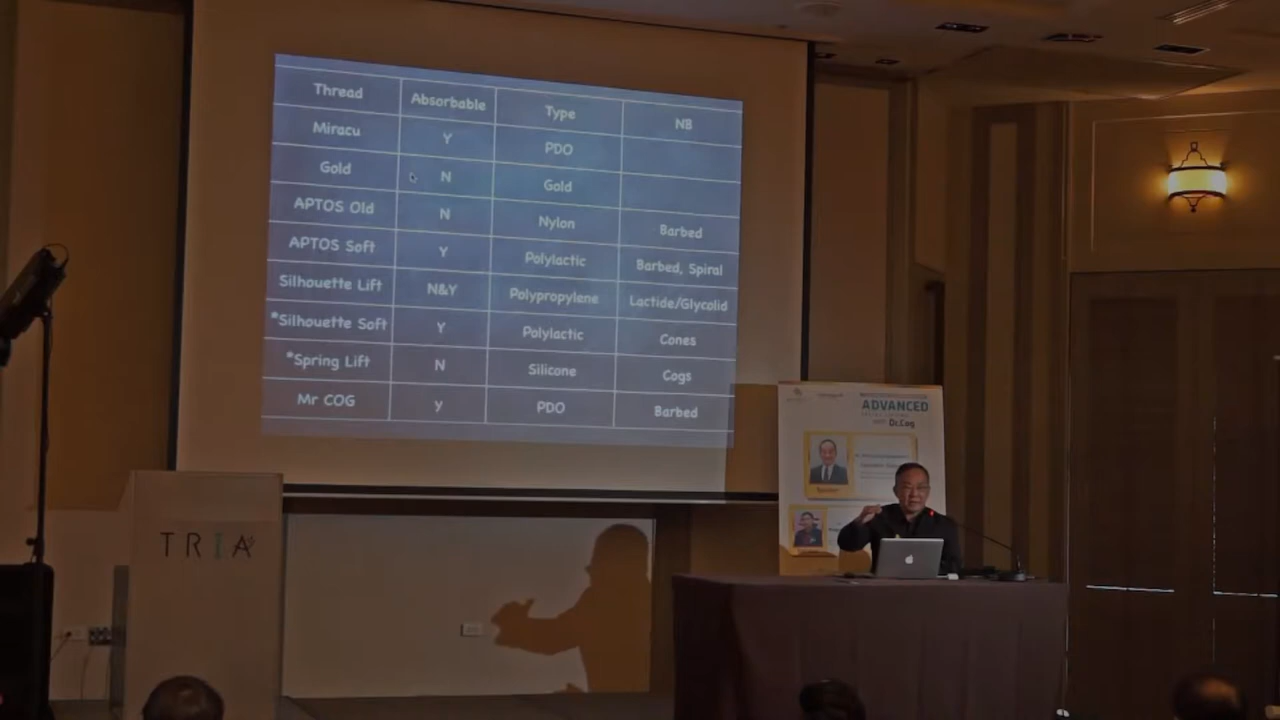 Thread Absorbable Type NB
Miracu Y PDO
Gold N Gold
APTOS Old N Nylon Barbed
APTOS Soft Y Polylactic Barbed, Spiral
Silhouette Lift N&Y Polypropylene Lactide/Glycolid
*Silhouette Soft Y Polylactic Cones
*Spring Lift N Silicone Cogs
Mr COG y PDO Barbed
ADVANCED
Dr.Cog
TRIA